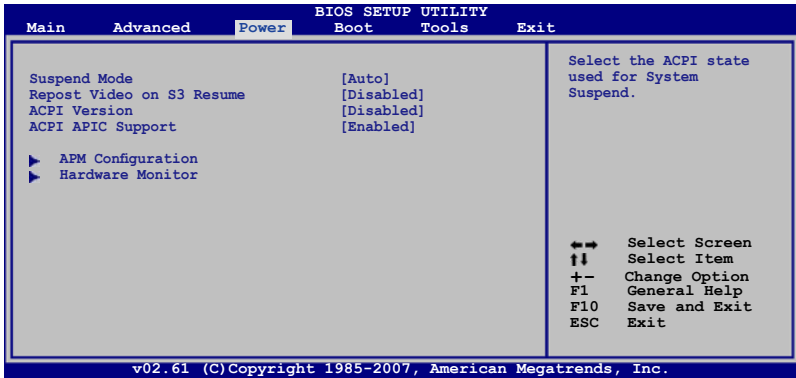 BIOS SETUP UTILITY
Main Advanced Power Boot Tools Exit
Suspend Mode [Auto]
Repost Video on S3 Resume [Disabled]
ACPI Version [Disabled]
ACPI APIC Support [Enabled]
APM Configuration
Hardware Monitor
Select the ACPI state
used for System
Suspend.
Select Screen
Select Item
+- Change Option
F1 General Help
F10 Save and Exit
ESC Exit
v02.61 (C)Copyright 1985-2007, American Megatrends, Inc.